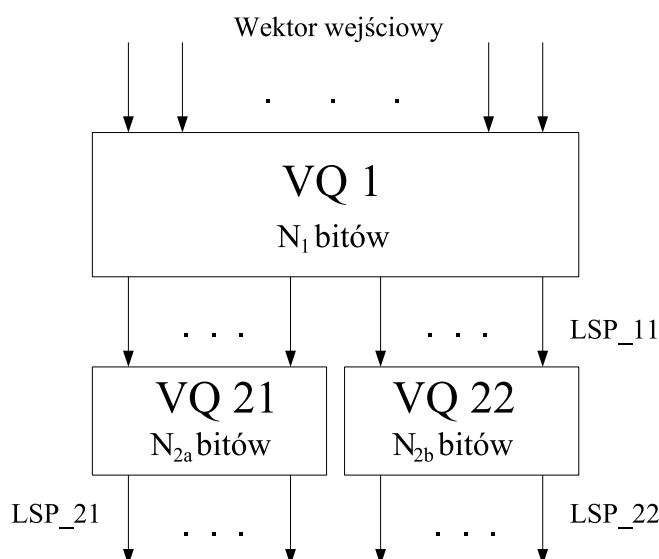 Wektor wejściowy
. . .
VQ 1
N₁ bitów
. . . . . .
LSP_11
VQ 21
N₂ₐ bitów
VQ 22
N₂b bitów
LSP_21
. . . . . .
LSP_22